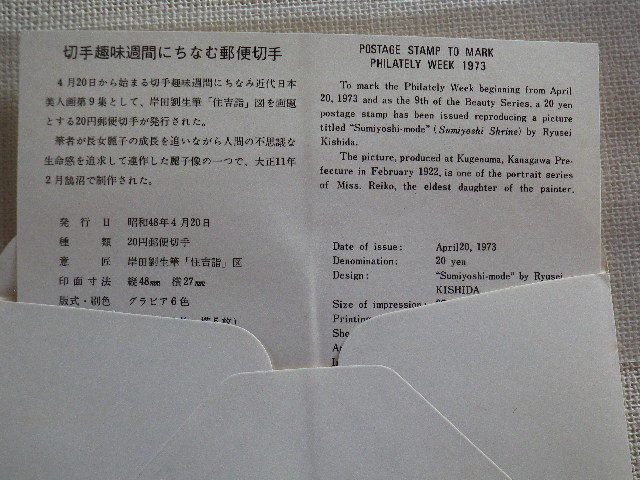 切手趣味週間にちなむ郵便切手
4月20日から始まる切手趣味週間にちなみ近代日本
美人画第9集として、岸田劉生筆「住吉詣」図を画題
とする20円郵便切手が発行された。
筆者が長女麗子の成長を追いながら人間の不思議な
生命感を追求して連作した麗子像の一つで、大正11年
2月鵠沼で制作された。
発行日 昭和48年4月20日
種類 20円郵便切手
意匠 岸田劉生筆「住吉詣」図
印面寸法 縦48mm 横27mm
版式・刷色 グラビア6色
POSTAGE STAMP TO MARK
PHILATELY WEEK 1973
To mark the Philately Week beginning from April
20, 1973 and as the 9th of the Beauty Series, a 20 yen
postage stamp has been issued reproducing a picture
titled "Sumiyoshi-mode" (Sumiyoshi Shrine) by Ryusei
Kishida.
The picture, produced at Kugenuma, Kanagawa Pre-
fecture in February 1922, is one of the portrait series
of Miss. Reiko, the eldest daughter of the painter.
Date of issue: April20, 1973
Denomination: 20 yen
Design: "Sumiyoshi-mode" by Ryusei
KISHIDA
Size of impression: